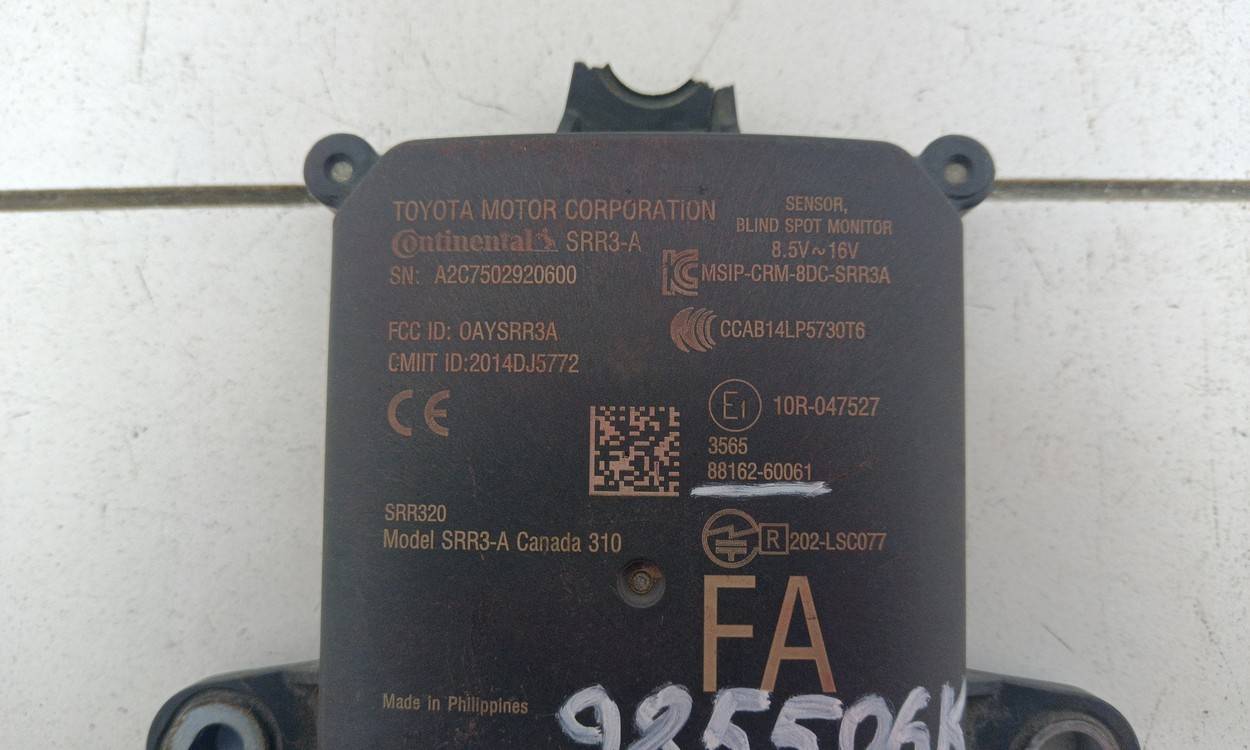 TOYOTA MOTOR CORPORATION
Continental SRR3-A
SN: A2C7502920600
SENSOR,
BLIND SPOT MONITOR
8.5V~16V
KC MSIP-CRM-8DC-SRR3A
FCC ID: OAYSRR3A
CMIIT ID:2014DJ5772
CCAB14LP5730T6
CE
E1 10R-047527
3565
88162-60061
SRR320
Model SRR3-A Canada 310
R 202-LSC077
FA
Made in Philippines